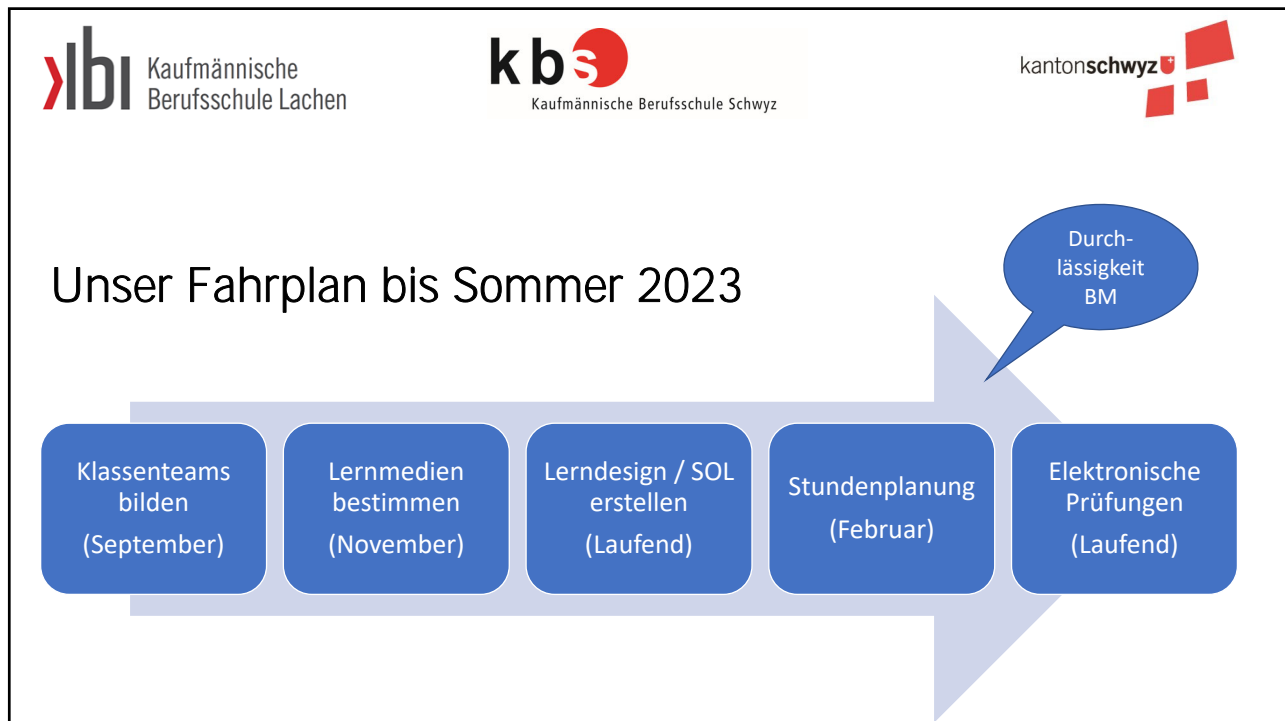 kbl
Kaufmännische
Berufsschule Lachen
kbs
Kaufmännische Berufsschule Schwyz
kantonschwyz
Unser Fahrplan bis Sommer 2023
Durch-
lässigkeit
BM
Klassenteams
bilden
(September)
Lernmedien
bestimmen
(November)
Lerndesign / SOL
erstellen
(Laufend)
Stundenplanung
(Februar)
Elektronische
Prüfungen
(Laufend)